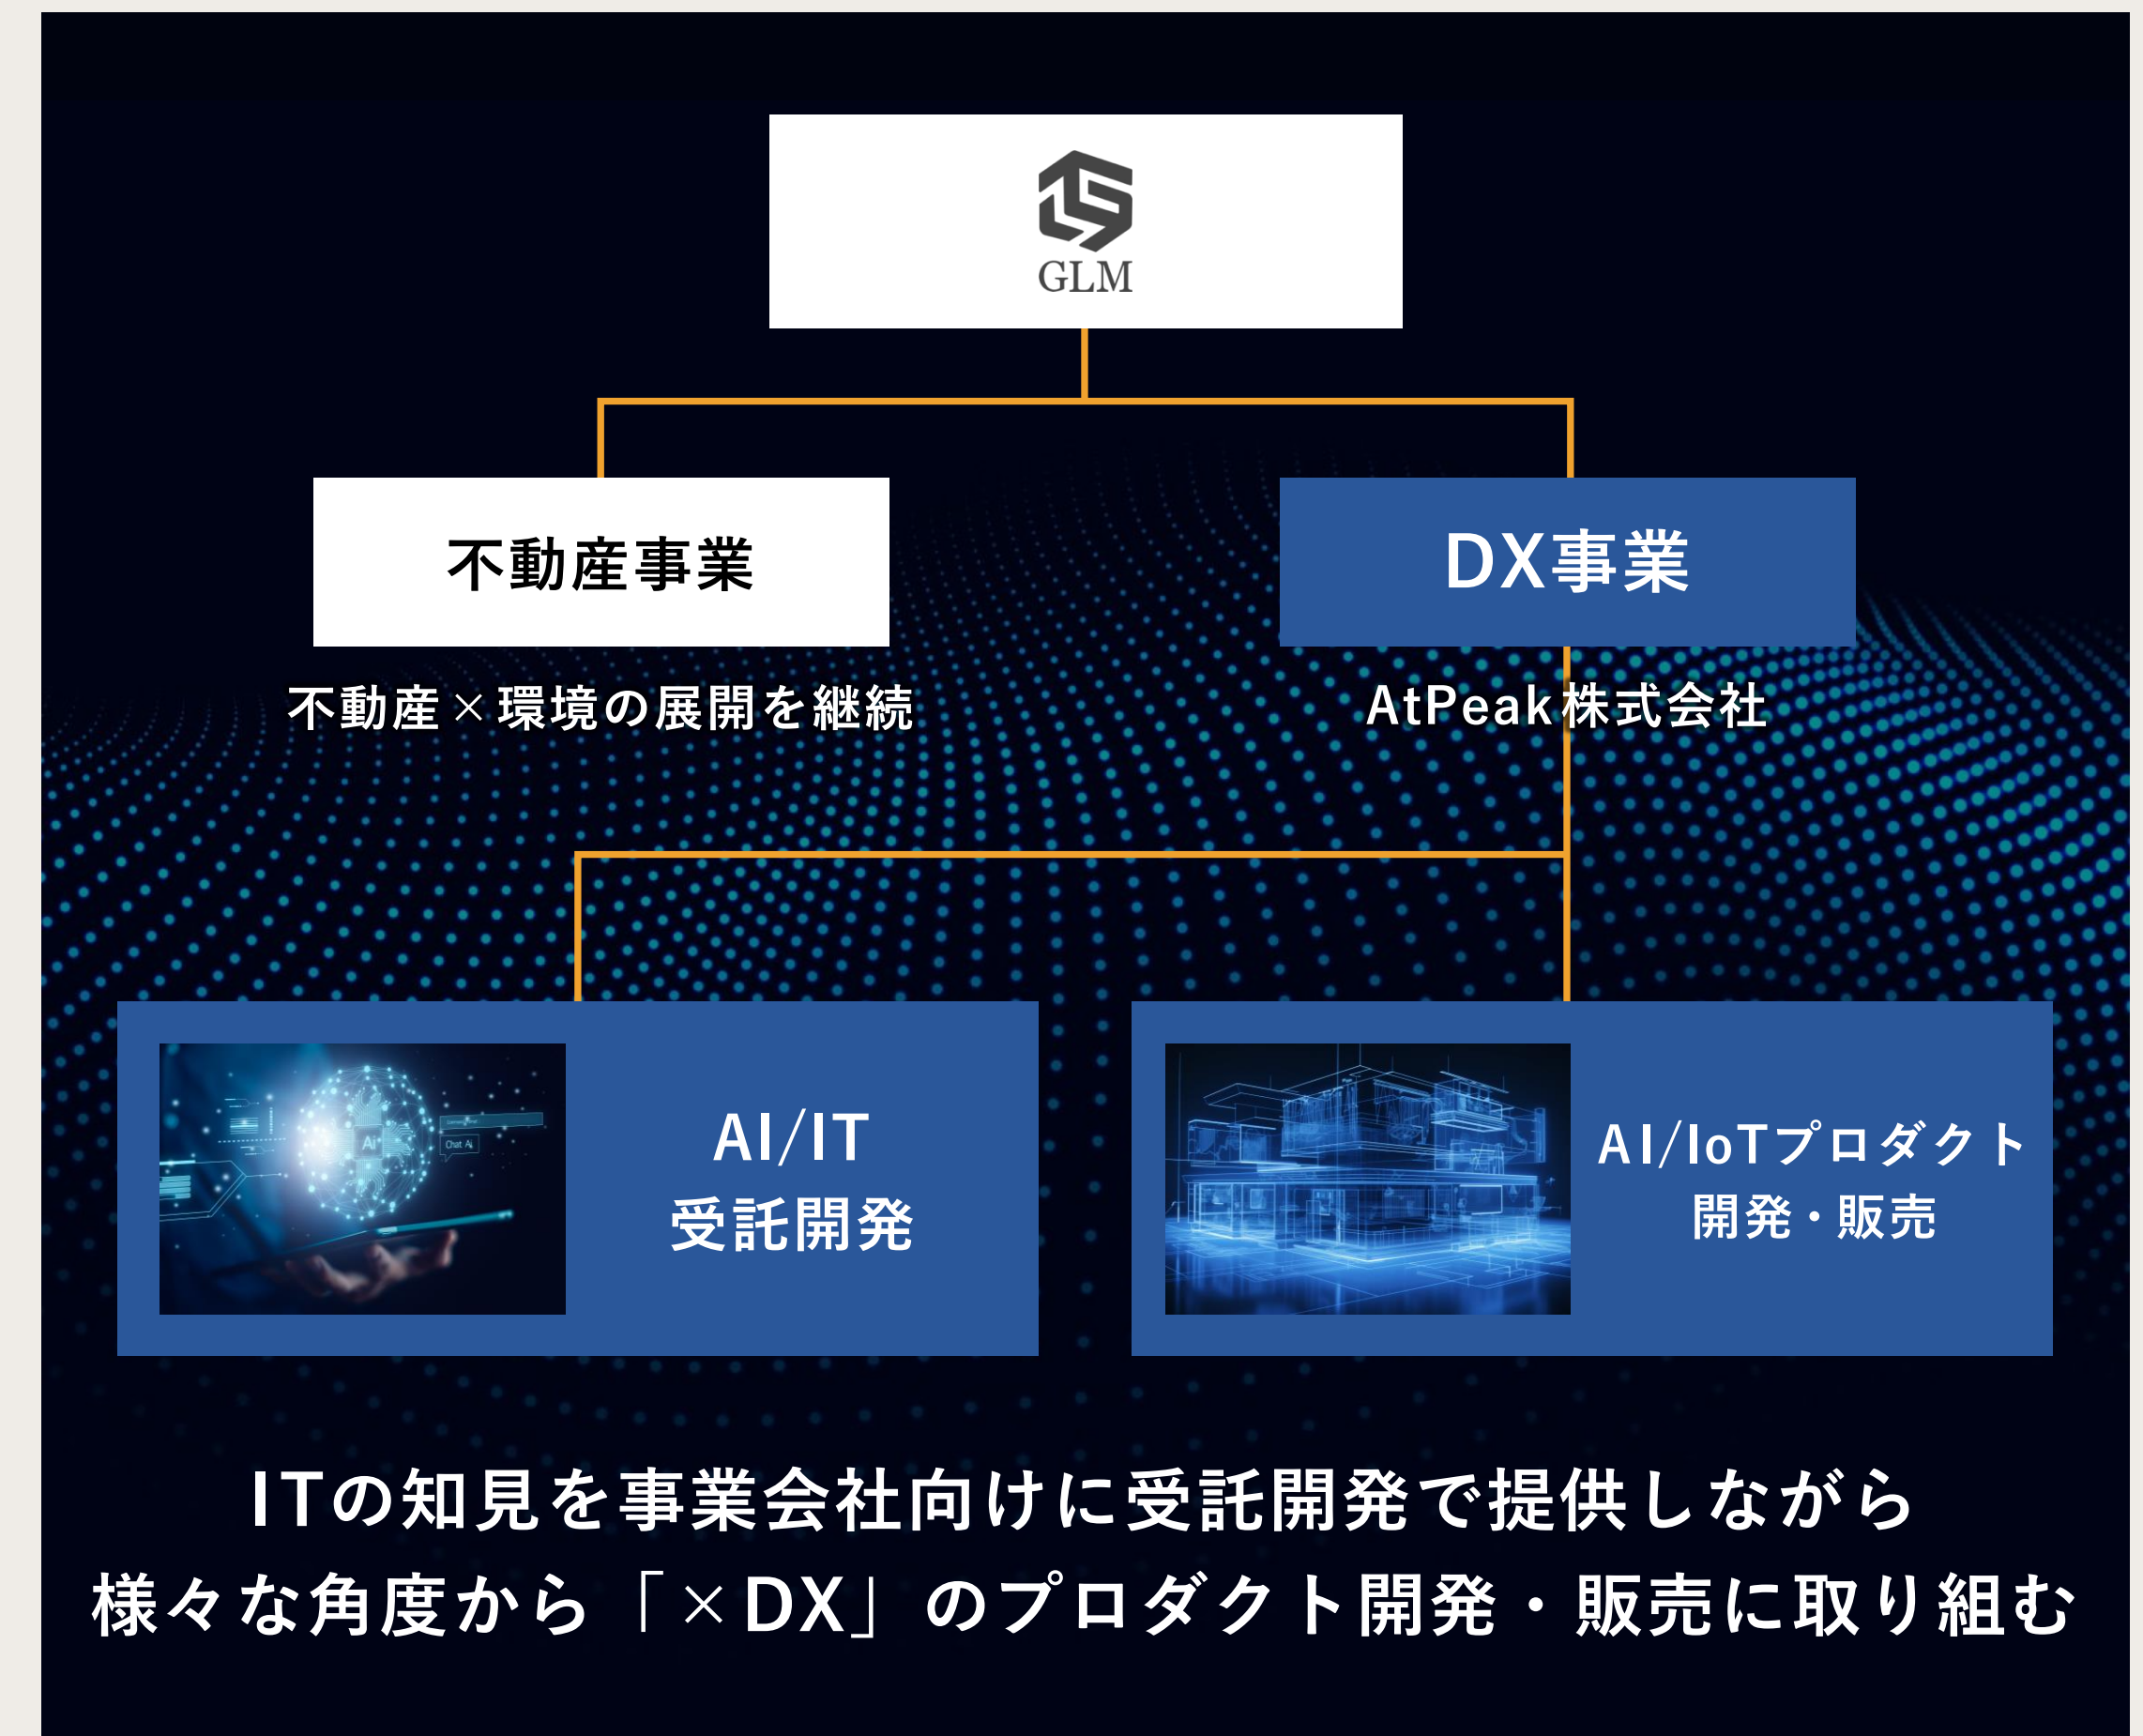 GLM
不動産事業
DX事業
不動産×環境の展開を継続
AtPeak株式会社
Ai
Chat Ai
AI/IT
受託開発
AI/IoTプロダクト
開発・販売
ITの知見を事業会社向けに受託開発で提供しながら
様々な角度から「×DX」のプロダクト開発・販売に取り組む